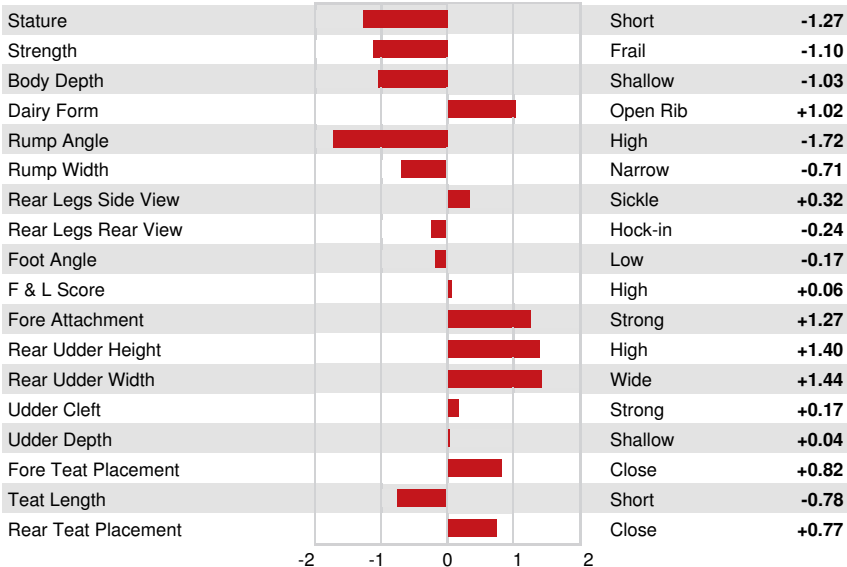 Stature Short -1.27
Strength Frail -1.10
Body Depth Shallow -1.03
Dairy Form Open Rib +1.02
Rump Angle High -1.72
Rump Width Narrow -0.71
Rear Legs Side View Sickle +0.32
Rear Legs Rear View Hock-in -0.24
Foot Angle Low -0.17
F & L Score High +0.06
Fore Attachment Strong +1.27
Rear Udder Height High +1.40
Rear Udder Width Wide +1.44
Udder Cleft Strong +0.17
Udder Depth Shallow +0.04
Fore Teat Placement Close +0.82
Teat Length Short -0.78
Rear Teat Placement Close +0.77
-2 -1 0 1 2